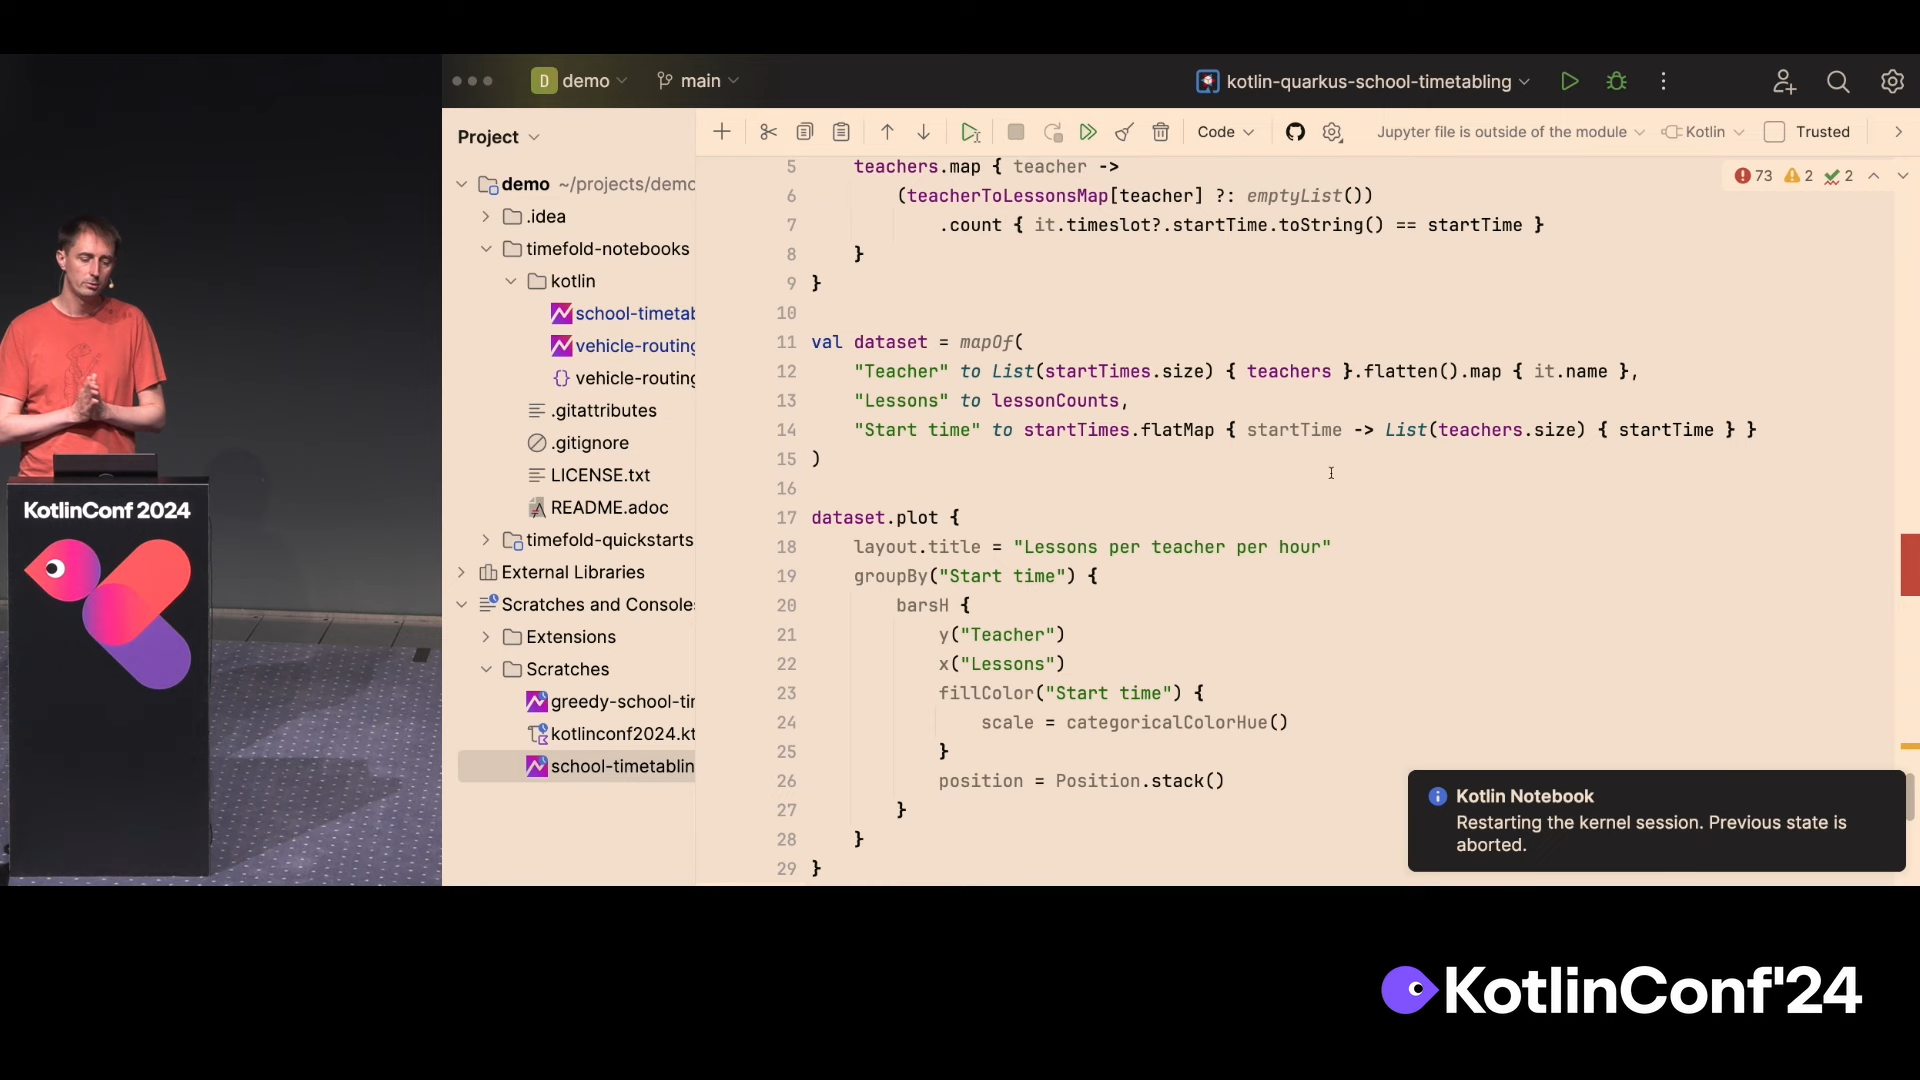 D demo main kotlin-quarkus-school-timetabling
Project
Code
Jupyter file is outside of the module
Kotlin
Trusted
demo ~/projects/demo
.idea
timefold-notebooks
kotlin
school-timetab
vehicle-routing
{} vehicle-routing
.gitattributes
.gitignore
LICENSE.txt
README.adoc
timefold-quickstarts
External Libraries
Scratches and Consoles
Extensions
Scratches
greedy-school-tin
kotlinconf2024.kt
school-timetablin
73 2 2
5 teachers.map { teacher ->
6 (teacherToLessonsMap[teacher] ?: emptyList())
7 .count { it.timeslot?.startTime.toString() == startTime }
8 }
9 }
10
11 val dataset = mapOf(
12 "Teacher" to List(startTimes.size) { teachers }.flatten().map { it.name },
13 "Lessons" to lessonCounts,
14 "Start time" to startTimes.flatMap { startTime -> List(teachers.size) { startTime } }
15 )
16
17 dataset.plot {
18 layout.title = "Lessons per teacher per hour"
19 groupBy("Start time") {
20 barsH {
21 y("Teacher")
22 x("Lessons")
23 fillColor("Start time") {
24 scale = categoricalColorHue()
25 }
26 position = Position.stack()
27 }
28 }
29 }
Kotlin Notebook
Restarting the kernel session. Previous state is
aborted.
KotlinConf 2024
KotlinConf'24